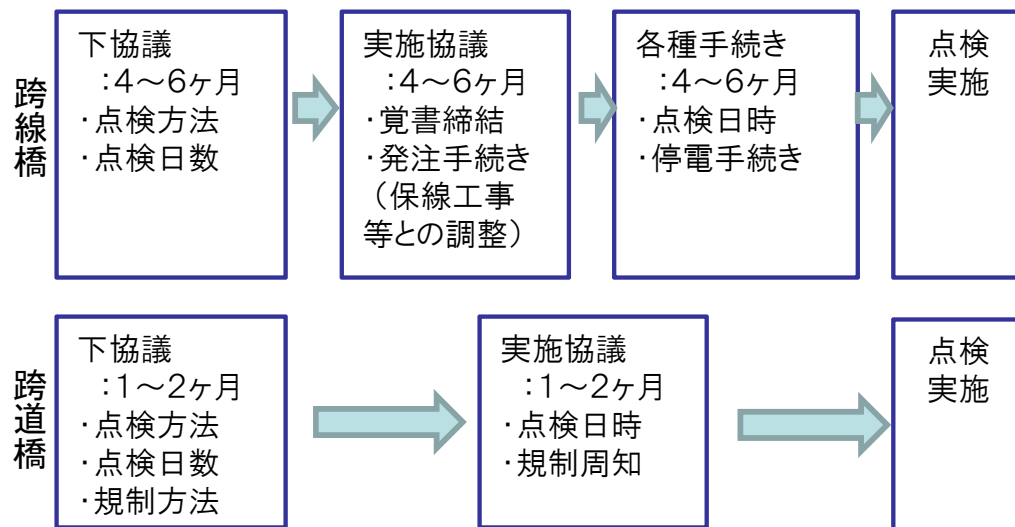 跨線橋
下協議
:4～6ヶ月
・点検方法
・点検日数
実施協議
:4～6ヶ月
・覚書締結
・発注手続き
(保線工事
等との調整)
各種手続き
:4～6ヶ月
・点検日時
・停電手続き
点検
実施
跨道橋
下協議
:1～2ヶ月
・点検方法
・点検日数
・規制方法
実施協議
:1～2ヶ月
・点検日時
・規制周知
点検
実施